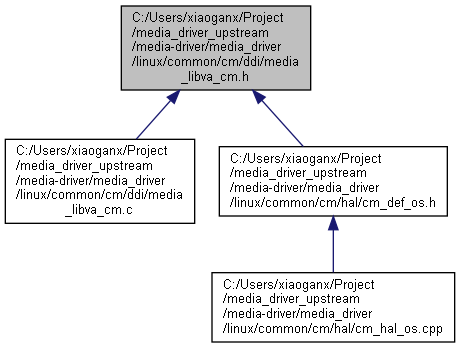 C:/Users/xiaoganx/Project
/media_driver_upstream
/media-driver/media_driver
/linux/common/cm/ddi/media
_libva_cm.h
C:/Users/xiaoganx/Project
/media_driver_upstream
/media-driver/media_driver
/linux/common/cm/ddi/media
_libva_cm.c
C:/Users/xiaoganx/Project
/media_driver_upstream
/media-driver/media_driver
/linux/common/cm/hal/cm_def_os.h
C:/Users/xiaoganx/Project
/media_driver_upstream
/media-driver/media_driver
/linux/common/cm/hal/cm_hal_os.cpp